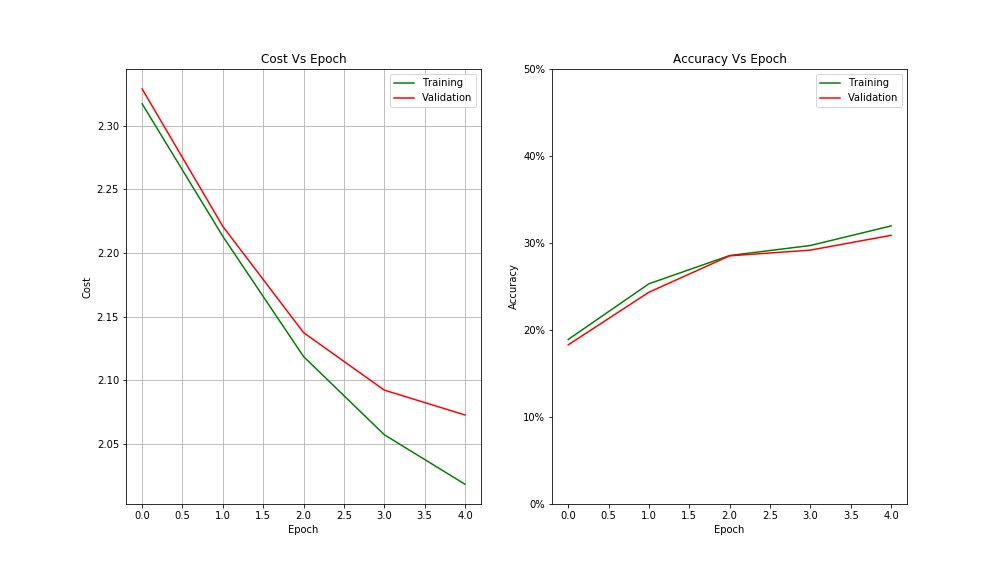 Cost Vs Epoch
Training
Validation
2.30
2.25
2.20
2.15
2.10
2.05
Cost
0.0 0.5 1.0 1.5 2.0 2.5 3.0 3.5 4.0
Epoch
Accuracy Vs Epoch
Training
Validation
50%
40%
30%
20%
10%
0%
Accuracy
0.0 0.5 1.0 1.5 2.0 2.5 3.0 3.5 4.0
Epoch